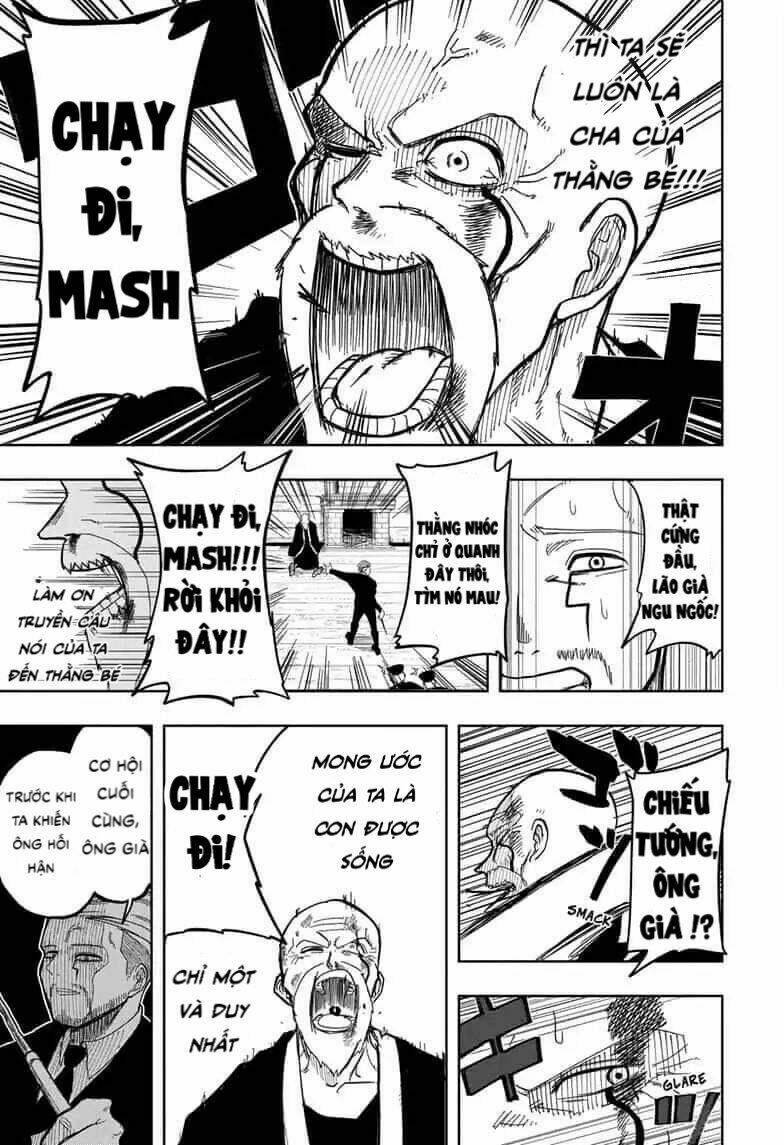 THÌ TA SẼ
LUÔN LÀ
CHA CỦA
THẰNG BÉ!!!
CHẠY
ĐI,
MASH
THẬT
CỨNG
ĐẦU,
LÃO GIÀ
NGU NGỐC!
THẰNG NHÓC
CHỈ Ở QUANH
ĐÂY THÔI,
TÌM NÓ MAU!
CHẠY ĐI,
MASH!!!
RỜI KHỎI
ĐÂY!!
LÀM ƠN
TRUYỀN CÂU
NÓI CỦA TA
ĐẾN THẰNG BÉ
CHIẾU
TƯỚNG,
ÔNG
GIÀ !?
SMACK
GLARE
MONG ƯỚC
CỦA TA LÀ
CON ĐƯỢC
SỐNG
CHẠY
ĐI!
CHỈ MỘT
VÀ DUY
NHẤT
CƠ HỘI
CUỐI
CÙNG,
ÔNG GIÀ
TRƯỚC KHI
TA KHIẾN
ÔNG HỐI
HẬN